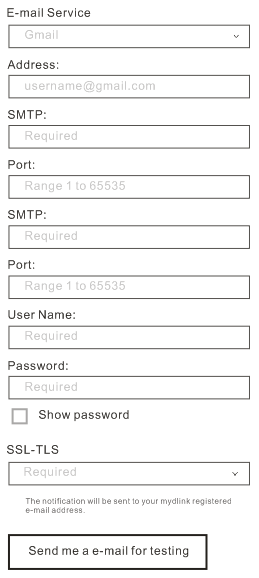 E-mail Service
Gmail
Address:
username@gmail.com
SMTP:
Required
Port:
Range 1 to 65535
SMTP:
Required
Port:
Range 1 to 65535
User Name:
Required
Password:
Required
Show password
SSL-TLS
Required
The notification will be sent to your mydlink registered
e-mail address.
Send me a e-mail for testing